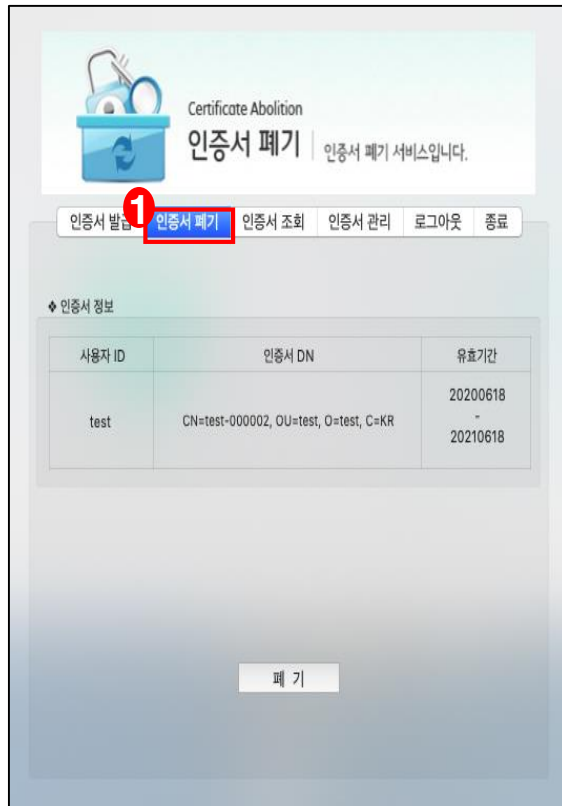 Certificate Abolition
인증서 폐기 인증서 폐기 서비스입니다.
1
인증서 발급 인증서 폐기 인증서 조회 인증서 관리 로그아웃 종료
❖ 인증서 정보
사용자 ID 인증서 DN 유효기간
test CN=test-000002, OU=test, O=test, C=KR 20200618
-
20210618
폐 기